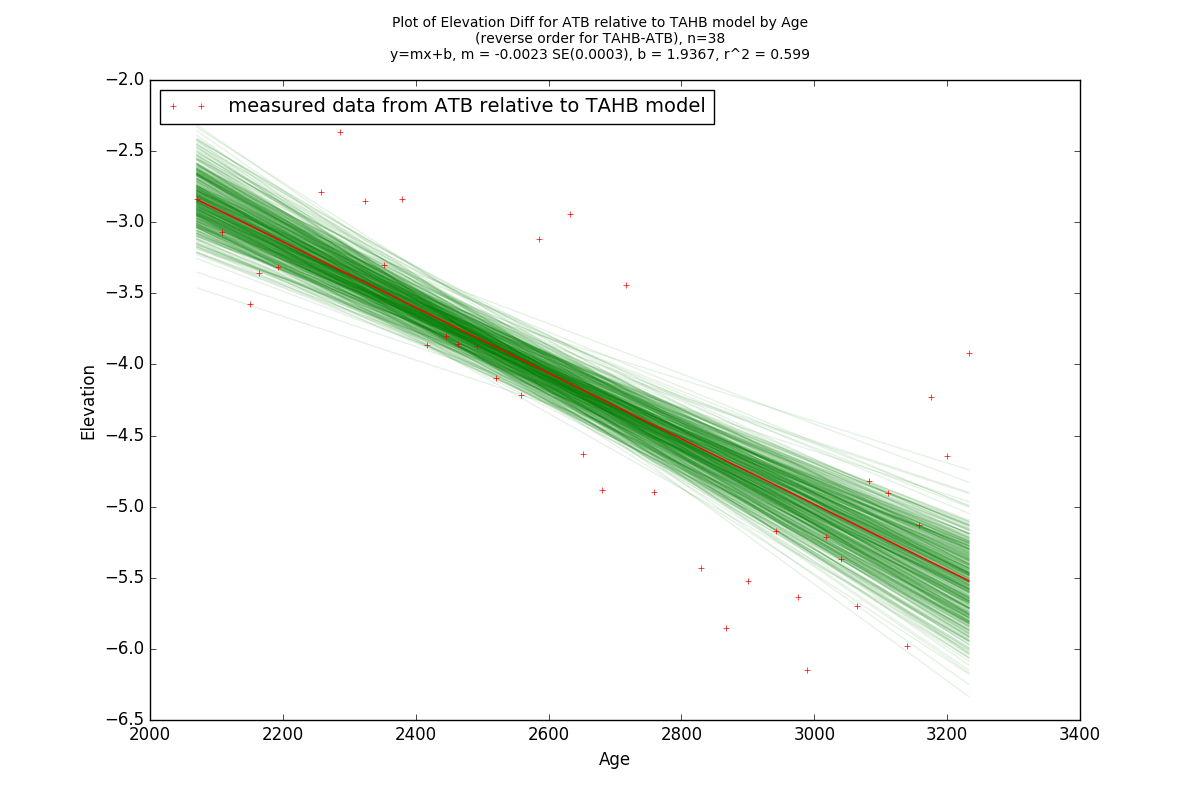 Plot of Elevation Diff for ATB relative to TAHB model by Age
(reverse order for TAHB-ATB), n=38
y=mx+b, m = -0.0023 SE(0.0003), b = 1.9367, r^2 = 0.599
measured data from ATB relative to TAHB model
−2.0
−2.5
−3.0
−3.5
−4.0
−4.5
−5.0
−5.5
−6.0
−6.5
Elevation
2000 2200 2400 2600 2800 3000 3200 3400
Age